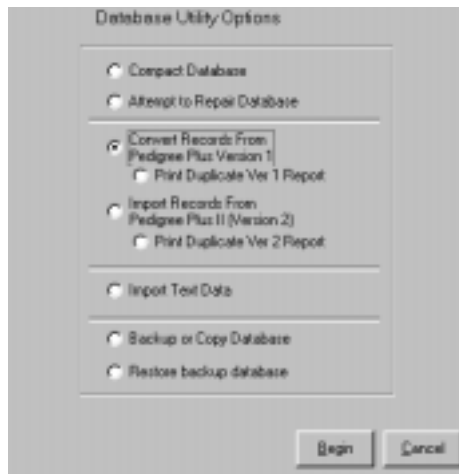 Database Utility Options
Compact Database
Attempt to Repair Database
Convert Records From
Pedigree Plus Version 1
Print Duplicate Ver 1 Report
Import Records From
Pedigree Plus II (Version 2)
Print Duplicate Ver 2 Report
Import Text Data
Backup or Copy Database
Restore backup database
Begin
Cancel